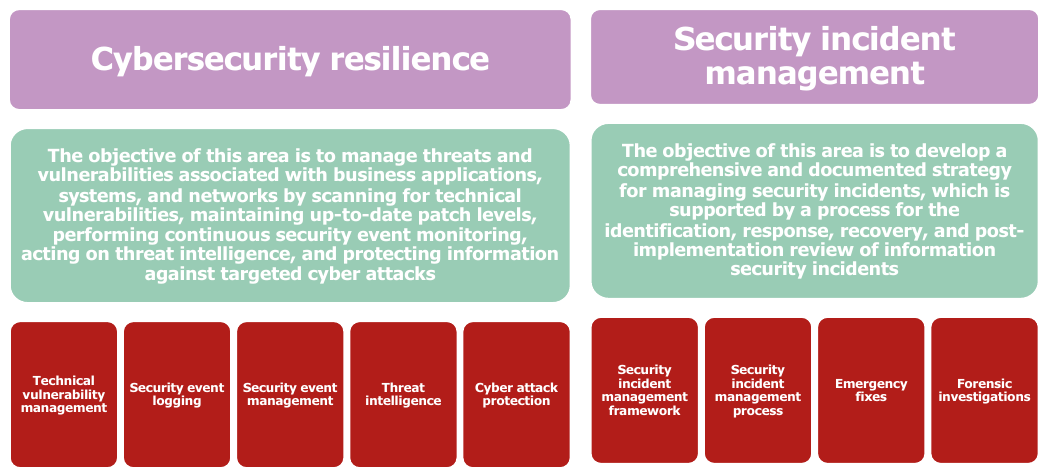 Cybersecurity resilience
The objective of this area is to manage threats and
vulnerabilities associated with business applications,
systems, and networks by scanning for technical
vulnerabilities, maintaining up-to-date patch levels,
performing continuous security event monitoring,
acting on threat intelligence, and protecting information
against targeted cyber attacks
Technical
vulnerability
management
Security event
logging
Security event
management
Threat
intelligence
Cyber attack
protection
Security incident
management
The objective of this area is to develop a
comprehensive and documented strategy
for managing security incidents, which is
supported by a process for the
identification, response, recovery, and post-
implementation review of information
security incidents
Security
incident
management
framework
Security
incident
management
process
Emergency
fixes
Forensic
investigations